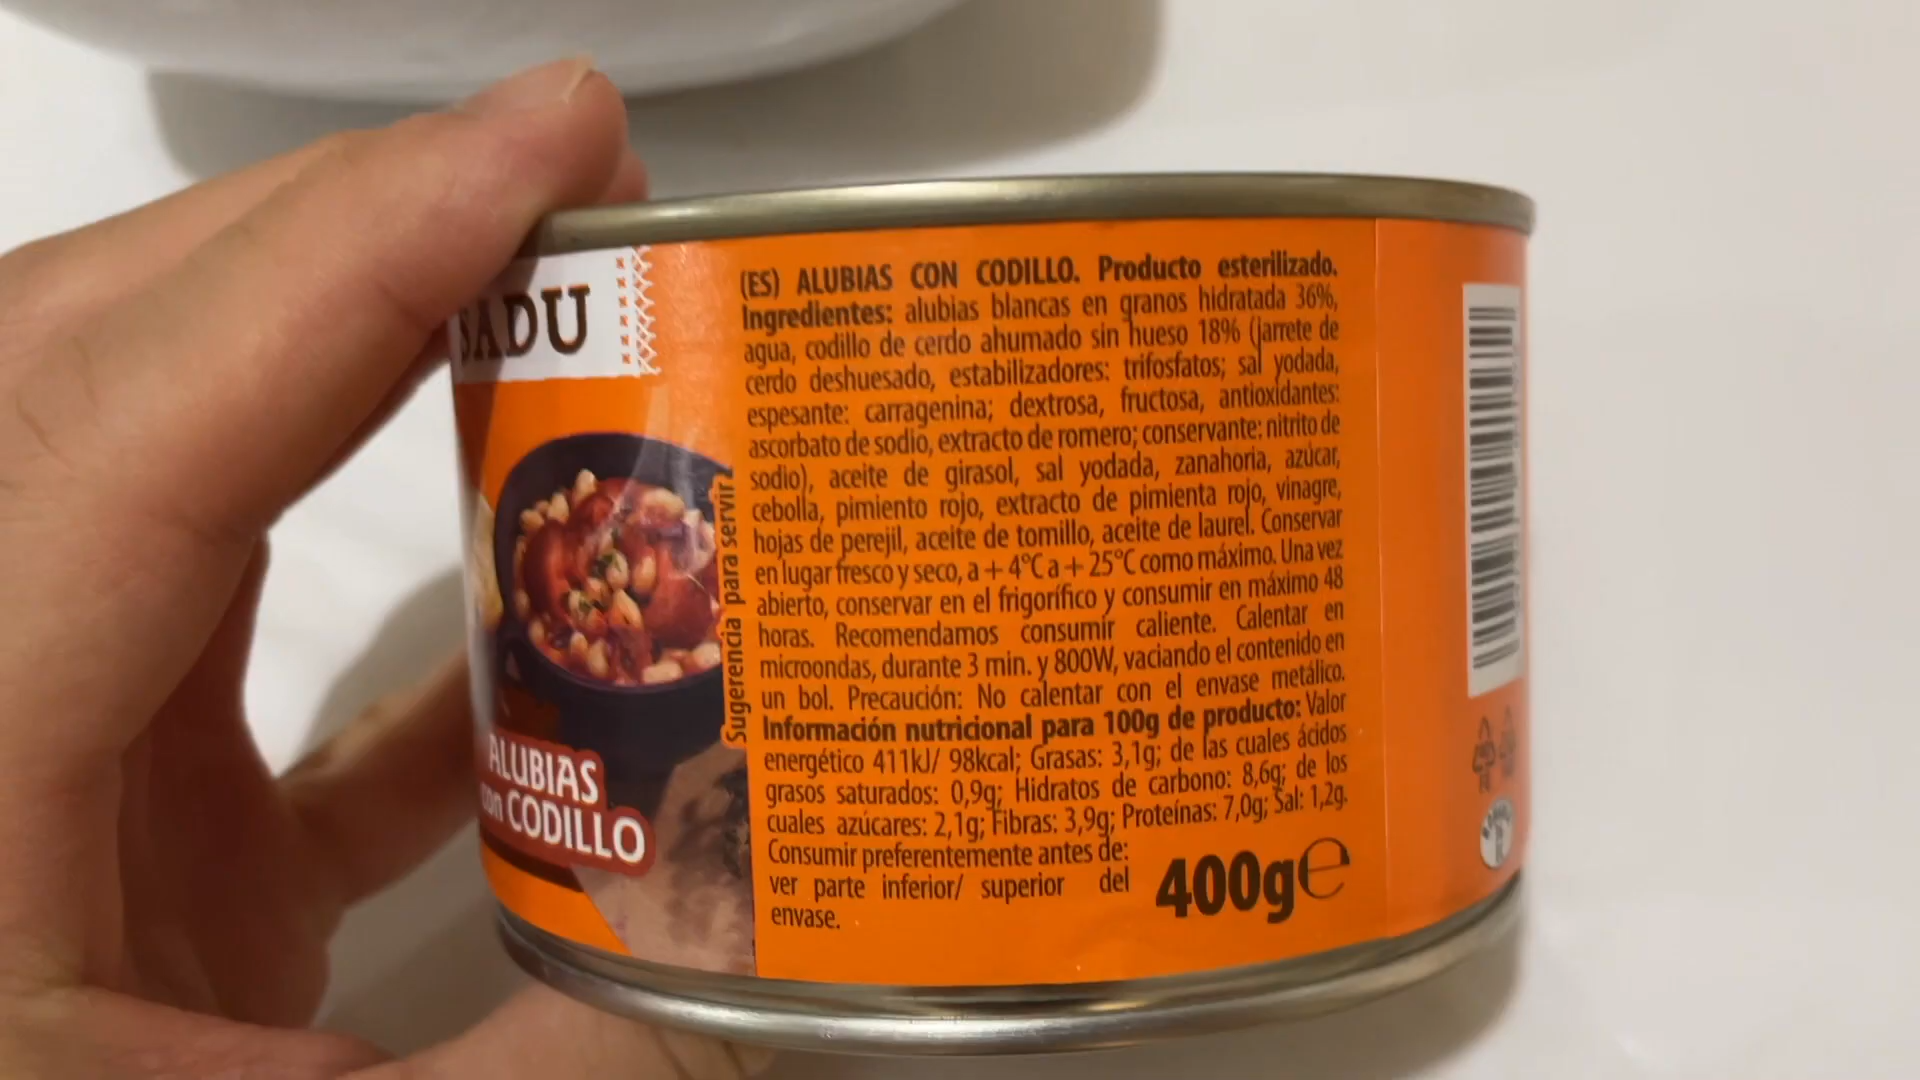 SADU
ALUBIAS
con CODILLO
Sugerencia para servir
(ES) ALUBIAS CON CODILLO. Producto esterilizado.
Ingredientes: alubias blancas en granos hidratada 36%,
agua, codillo de cerdo ahumado sin hueso 18% (jarrete de
cerdo deshuesado, estabilizadores: trifosfatos; sal yodada,
espesante: carragenina; dextrosa, fructosa, antioxidantes:
ascorbato de sodio, extracto de romero; conservante: nitrito de
sodio), aceite de girasol, sal yodada, zanahoria, azúcar,
cebolla, pimiento rojo, extracto de pimienta rojo, vinagre,
hojas de perejil, aceite de tomillo, aceite de laurel. Conservar
en lugar fresco y seco, a + 4°C a + 25°C como máximo. Una vez
abierto, conservar en el frigorífico y consumir en máximo 48
horas. Recomendamos consumir caliente. Calentar en
microondas, durante 3 min. y 800W, vaciando el contenido en
un bol. Precaución: No calentar con el envase metálico.
Información nutricional para 100g de producto: Valor
energético 411kJ/ 98kcal; Grasas: 3,1g; de las cuales ácidos
grasos saturados: 0,9g; Hidratos de carbono: 8,6g; de los
cuales azúcares: 2,1g; Fibras: 3,9g; Proteínas: 7,0g; Sal: 1,2g.
Consumir preferentemente antes de:
ver parte inferior/ superior del
envase.
400g℮